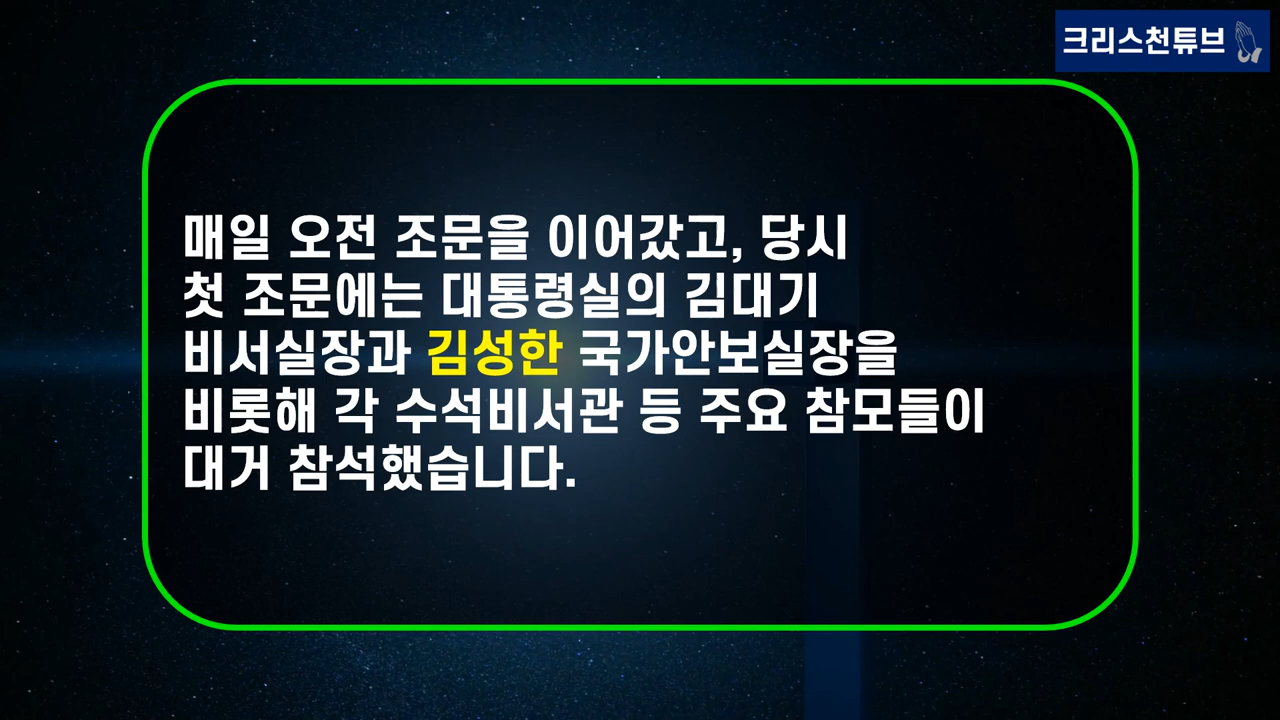 크리스천튜브
매일 오전 조문을 이어갔고, 당시
첫 조문에는 대통령실의 김대기
비서실장과 김성한 국가안보실장을
비롯해 각 수석비서관 등 주요 참모들이
대거 참석했습니다.